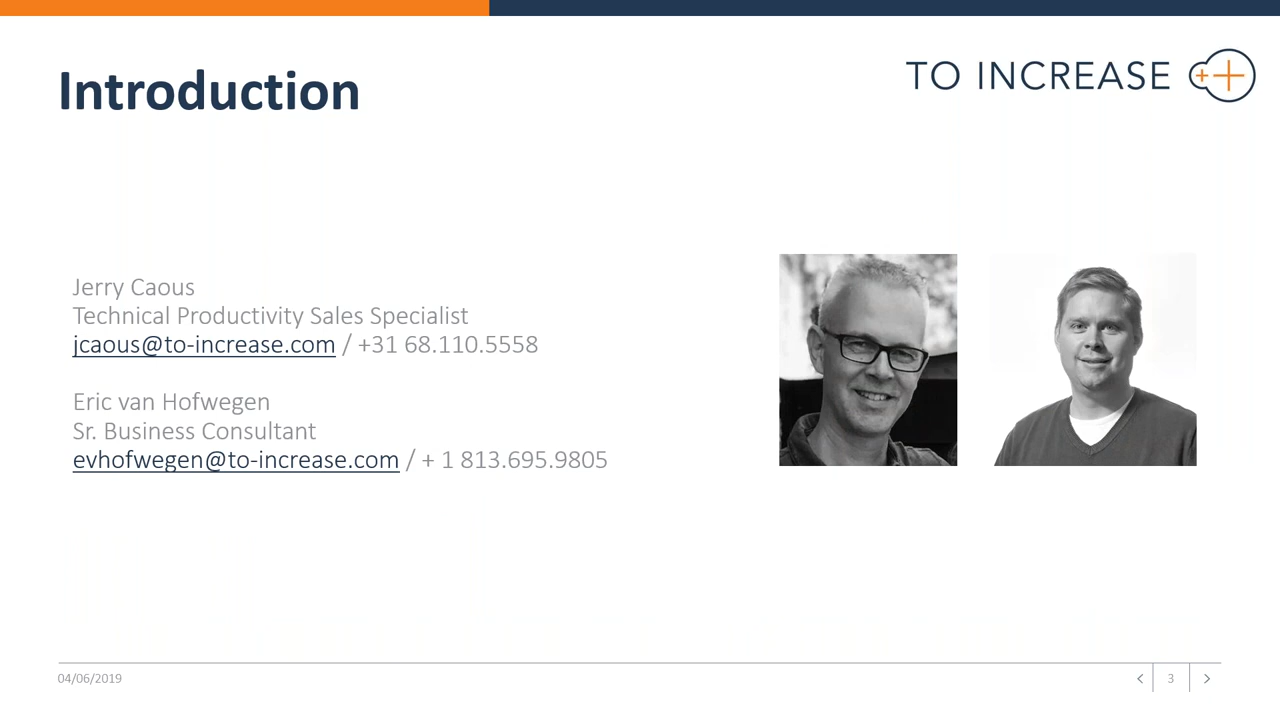 Introduction
TO INCREASE
Jerry Caous
Technical Productivity Sales Specialist
jcaous@to-increase.com / +31 68.110.5558
Eric van Hofwegen
Sr. Business Consultant
evhofwegen@to-increase.com / + 1 813.695.9805
04/06/2019
< 3 >